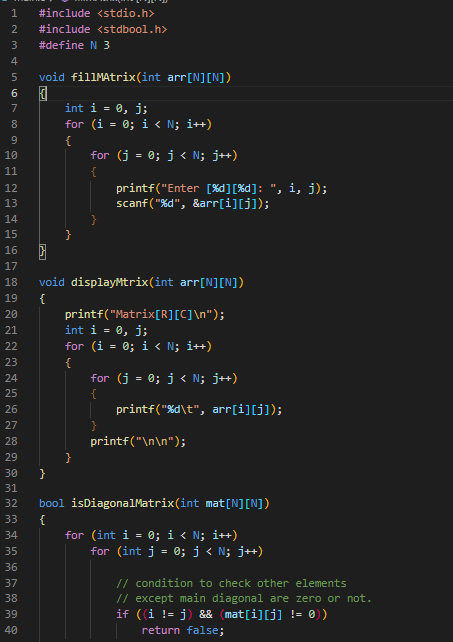 1 #include <stdio.h>
2 #include <stdbool.h>
3 #define N 3
4
5 void fillMAtrix(int arr[N][N])
6 {
7     int i = 0, j;
8     for (i = 0; i < N; i++)
9     {
10         for (j = 0; j < N; j++)
11         {
12             printf("Enter [%d][%d]: ", i, j);
13             scanf("%d", &arr[i][j]);
14         }
15     }
16 }
17
18 void displayMtrix(int arr[N][N])
19 {
20     printf("Matrix[R][C]\n");
21     int i = 0, j;
22     for (i = 0; i < N; i++)
23     {
24         for (j = 0; j < N; j++)
25         {
26             printf("%d\t", arr[i][j]);
27         }
28         printf("\n\n");
29     }
30 }
31
32 bool isDiagonalMatrix(int mat[N][N])
33 {
34     for (int i = 0; i < N; i++)
35         for (int j = 0; j < N; j++)
36
37             // condition to check other elements
38             // except main diagonal are zero or not.
39             if ((i != j) && (mat[i][j] != 0))
40                 return false;